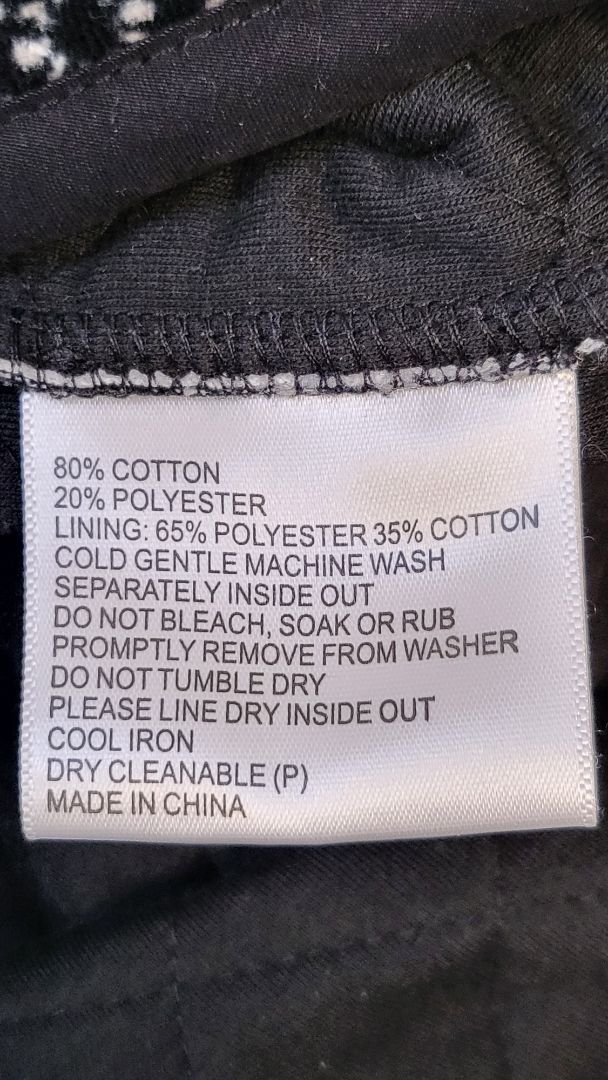 80% COTTON
20% POLYESTER
LINING: 65% POLYESTER 35% COTTON
COLD GENTLE MACHINE WASH
SEPARATELY INSIDE OUT
DO NOT BLEACH, SOAK OR RUB
PROMPTLY REMOVE FROM WASHER
DO NOT TUMBLE DRY
PLEASE LINE DRY INSIDE OUT
COOL IRON
DRY CLEANABLE (P)
MADE IN CHINA